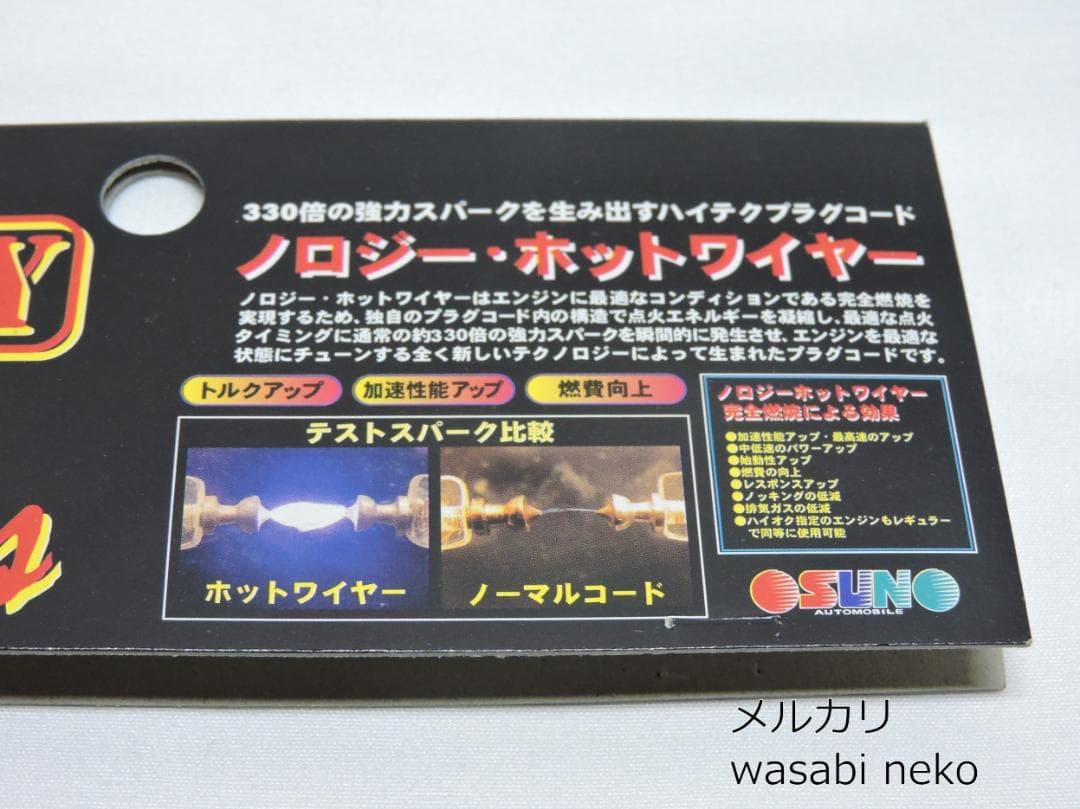 Y
330倍の強力スパークを生み出すハイテクプラグコード
ノロジー・ホットワイヤー
ノロジー・ホットワイヤーはエンジンに最適なコンディションである完全燃焼を
実現するため、独自のプラグコード内の構造で点火エネルギーを凝縮し、最適な点火
タイミングに通常の約330倍の強力スパークを瞬間的に発生させ、エンジンを最適な
状態にチューンする全く新しいテクノロジーによって生まれたプラグコードです。
トルクアップ 加速性能アップ 燃費向上
テストスパーク比較
ホットワイヤー ノーマルコード
ノロジーホットワイヤー
完全燃焼による効果
●加速性能アップ・最高速のアップ
●中低速のパワーアップ
●始動性アップ
●燃費の向上
●レスポンスアップ
●ノッキングの低減
●排気ガスの低減
●ハイオク指定のエンジンもレギュラー
で同等に使用可能
OSUNO
AUTOMOBILE
メルカリ
wasabi neko